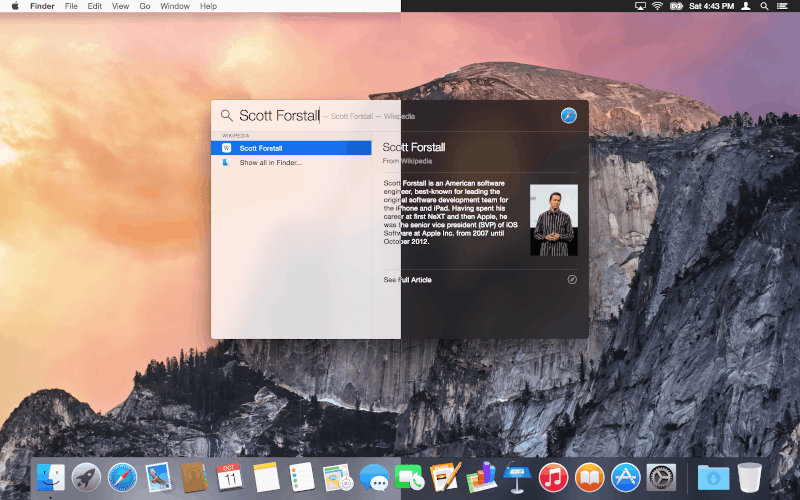 Finder File Edit View Go Window Help Sat 4:43 PM
Scott Forstall — Scott Forstall — Wikipedia
WIKIPEDIA
Scott Forstall
Show all in Finder...
Scott Forstall
From Wikipedia
Scott Forstall is an American software
engineer, best-known for leading the
original software development team for
the iPhone and iPad. Having spent his
career at first NeXT and then Apple, he
was the senior vice president (SVP) of iOS
Software at Apple Inc. from 2007 until
October 2012.
See Full Article
OCT
11